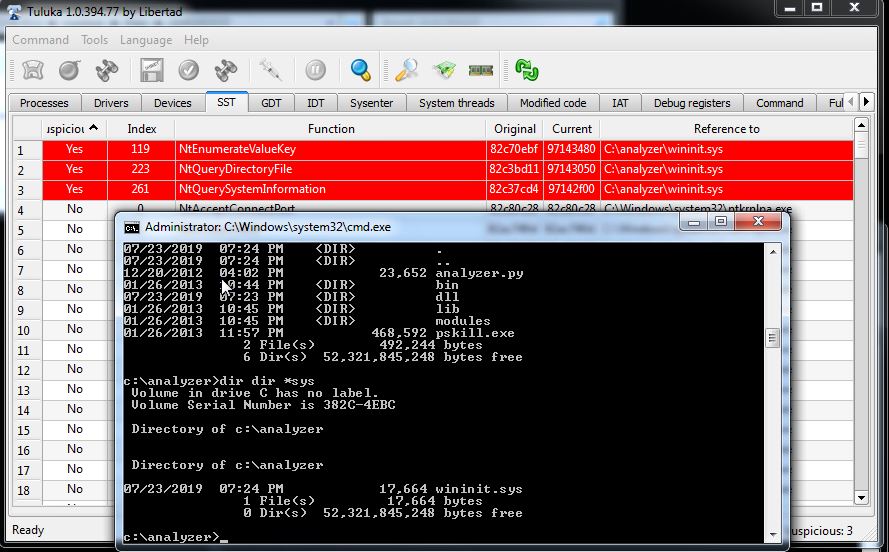 Tuluka 1.0.394.77 by Libertad
Command Tools Language Help
Processes Drivers Devices SST GDT IDT Sysenter System threads Modified code IAT Debug registers Command Ful
uspiciou Index Function Original Current Reference to
1 Yes 119 NtEnumerateValueKey 82c70ebf 97143480 C:\analyzer\wininit.sys
2 Yes 223 NtQueryDirectoryFile 82c3bd11 97143050 C:\analyzer\wininit.sys
3 Yes 261 NtQuerySystemInformation 82c37cd4 97142f00 C:\analyzer\wininit.sys
4 No 0 NtAcceptConnectPort 82c80c28 82c80c28 C:\Windows\system32\ntkrnlpa.exe
5 No
6 No
7 No
8 No
9 No
10 No
11 No
12 No
13 No
14 No
15 No
16 No
17 No
18 No
Administrator: C:\Windows\system32\cmd.exe
07/23/2019 07:24 PM <DIR> .
07/23/2019 07:24 PM <DIR> ..
12/20/2012 04:02 PM 23,652 analyzer.py
01/26/2013 10:44 PM <DIR> bin
07/23/2019 07:23 PM <DIR> dll
01/26/2013 10:45 PM <DIR> lib
01/26/2013 10:45 PM <DIR> modules
01/26/2013 11:57 PM 468,592 pskill.exe
2 File(s) 492,244 bytes
6 Dir(s) 52,321,845,248 bytes free
c:\analyzer>dir dir *sys
Volume in drive C has no label.
Volume Serial Number is 382C-4EBC
Directory of c:\analyzer
Directory of c:\analyzer
07/23/2019 07:24 PM 17,664 wininit.sys
1 File(s) 17,664 bytes
0 Dir(s) 52,321,845,248 bytes free
c:\analyzer>_
Ready
uspicious: 3